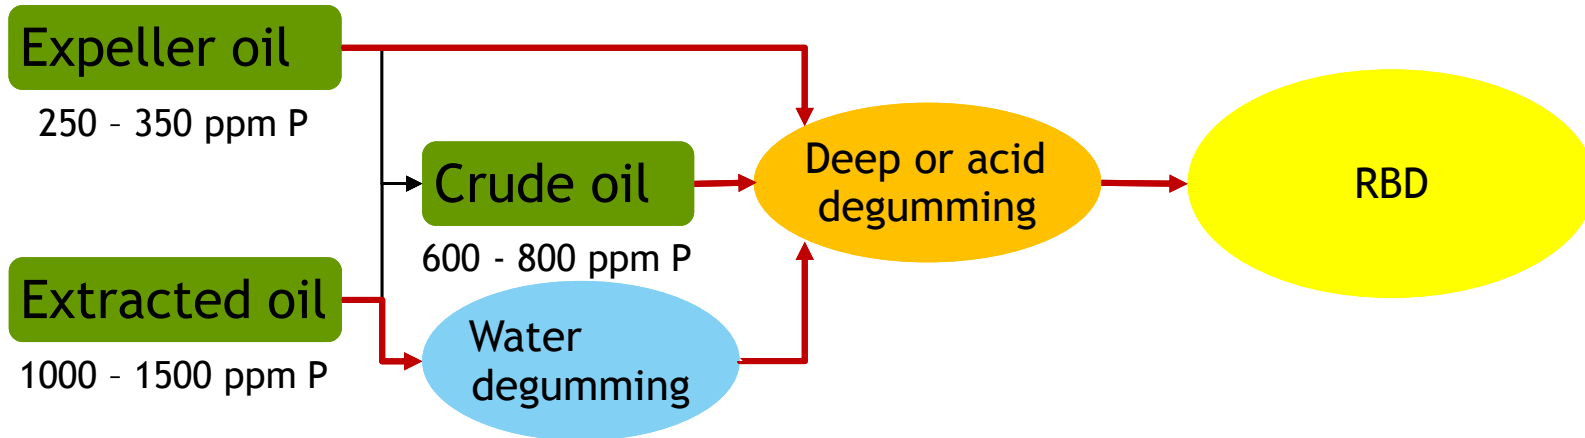 Expeller oil
250 – 350 ppm P
Crude oil
600 - 800 ppm P
Extracted oil
1000 – 1500 ppm P
Water
degumming
Deep or acid
degumming
RBD